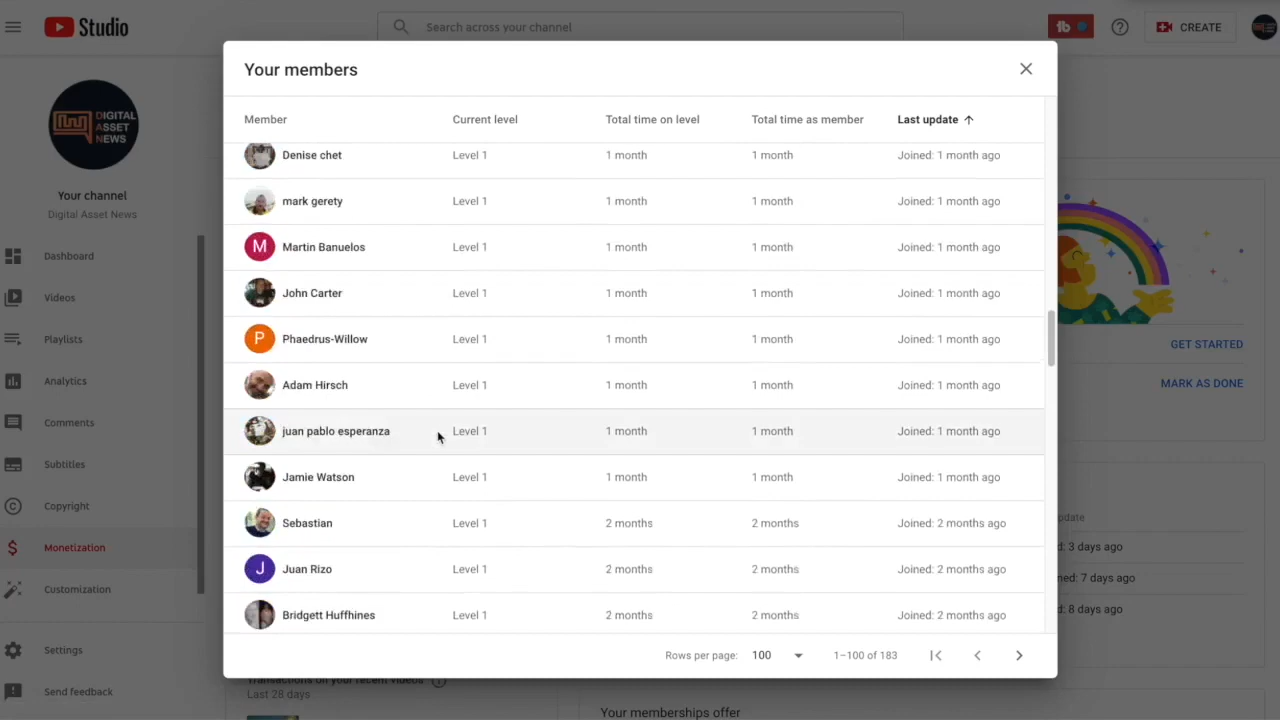 Studio
Search across your channel
CREATE
DIGITAL
ASSET
NEWS
Your channel
Digital Asset News
Dashboard
Videos
Playlists
Analytics
Comments
Subtitles
Copyright
Monetization
Customization
Settings
Send feedback
Your members
Member Current level Total time on level Total time as member Last update
Denise chet Level 1 1 month 1 month Joined: 1 month ago
mark gerety Level 1 1 month 1 month Joined: 1 month ago
M Martin Banuelos Level 1 1 month 1 month Joined: 1 month ago
John Carter Level 1 1 month 1 month Joined: 1 month ago
P Phaedrus-Willow Level 1 1 month 1 month Joined: 1 month ago
Adam Hirsch Level 1 1 month 1 month Joined: 1 month ago
juan pablo esperanza Level 1 1 month 1 month Joined: 1 month ago
Jamie Watson Level 1 1 month 1 month Joined: 1 month ago
Sebastian Level 1 2 months 2 months Joined: 2 months ago
J Juan Rizo Level 1 2 months 2 months Joined: 2 months ago
Bridgett Huffhines Level 1 2 months 2 months Joined: 2 months ago
Rows per page: 100 1–100 of 183
GET STARTED
MARK AS DONE
3 days ago
7 days ago
8 days ago
Transactions on your recent videos
Last 28 days
Your memberships offer